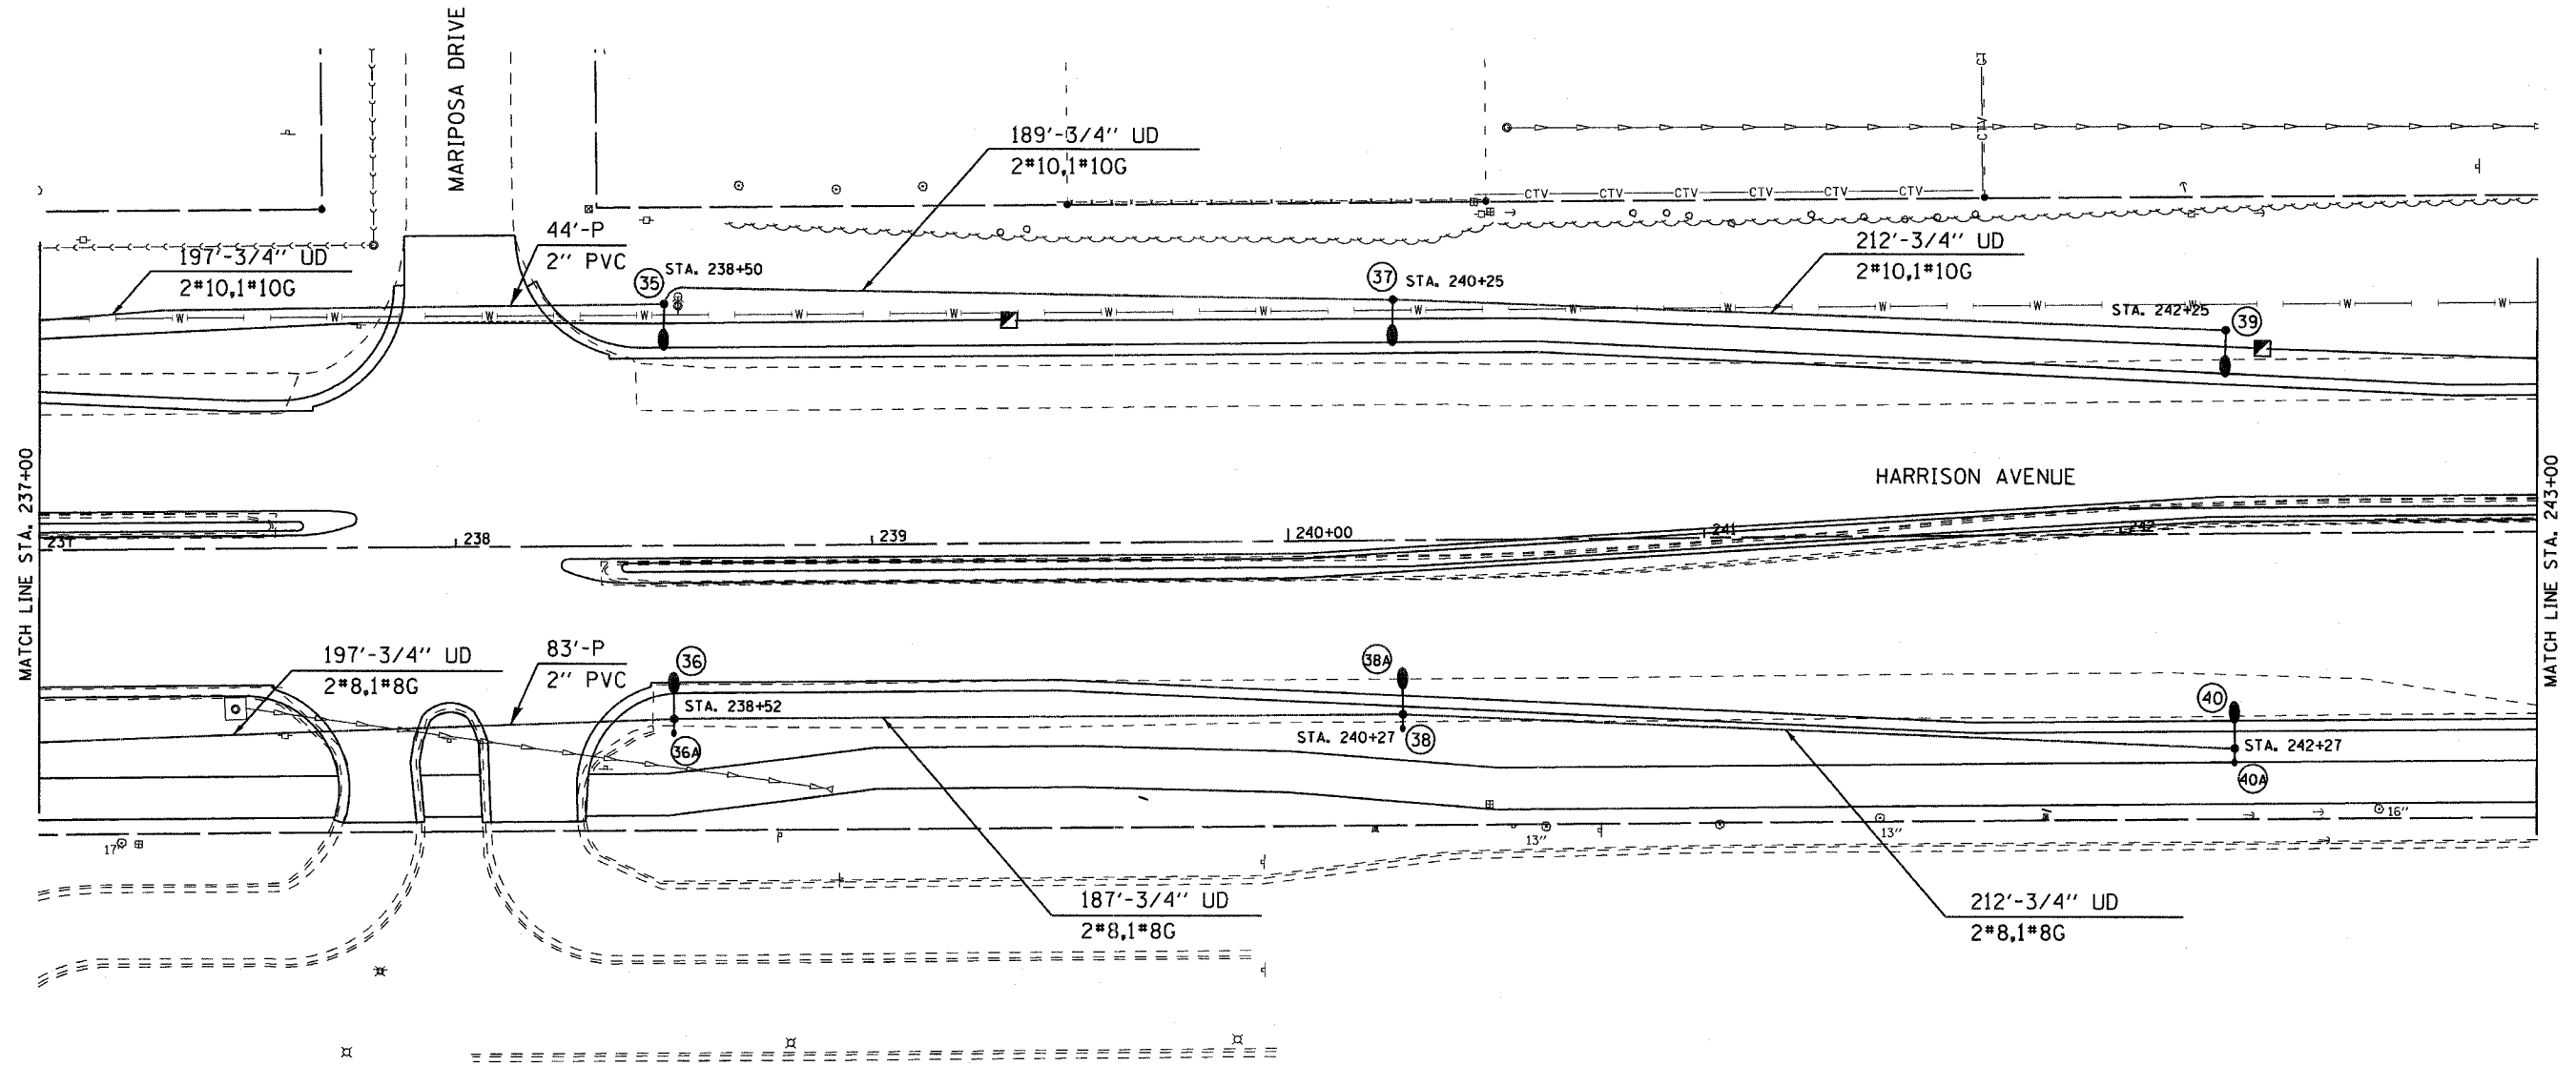 MARIPOSA DRIVE
189'-3/4" UD
2#10,1#10G
CTV
CTV
CTV CTV CTV CTV CTV CTV
44'-P
2" PVC
197'-3/4" UD
2#10,1#10G
35
STA. 238+50
37
STA. 240+25
212'-3/4" UD
2#10,1#10G
STA. 242+25
39
W W W W W W W W W W W W W W W W
MATCH LINE STA. 237+00
HARRISON AVENUE
MATCH LINE STA. 243+00
237
238
239
240+00
241
242
197'-3/4" UD
2#8,1#8G
83'-P
2" PVC
36
STA. 238+52
36A
38A
STA. 240+27
38
40
STA. 242+27
40A
17"
13"
13"
16"
187'-3/4" UD
2#8,1#8G
212'-3/4" UD
2#8,1#8G